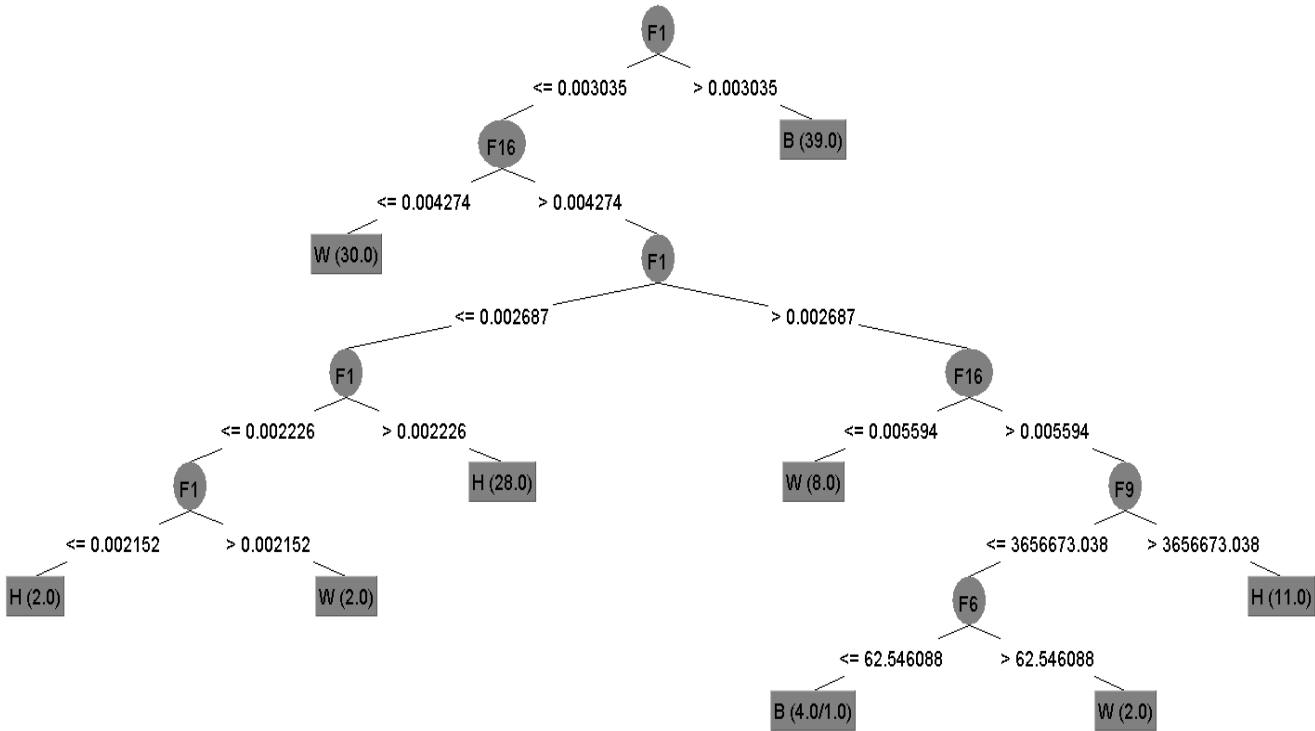 F1
<= 0.003035
> 0.003035
F16
B (39.0)
<= 0.004274
> 0.004274
W (30.0)
F1
<= 0.002687
> 0.002687
F1
F16
<= 0.002226
> 0.002226
<= 0.005594
> 0.005594
F1
H (28.0)
W (8.0)
F9
<= 0.002152
> 0.002152
<= 3656673.038
> 3656673.038
H (2.0)
W (2.0)
F6
H (11.0)
<= 62.546088
> 62.546088
B (4.0/1.0)
W (2.0)